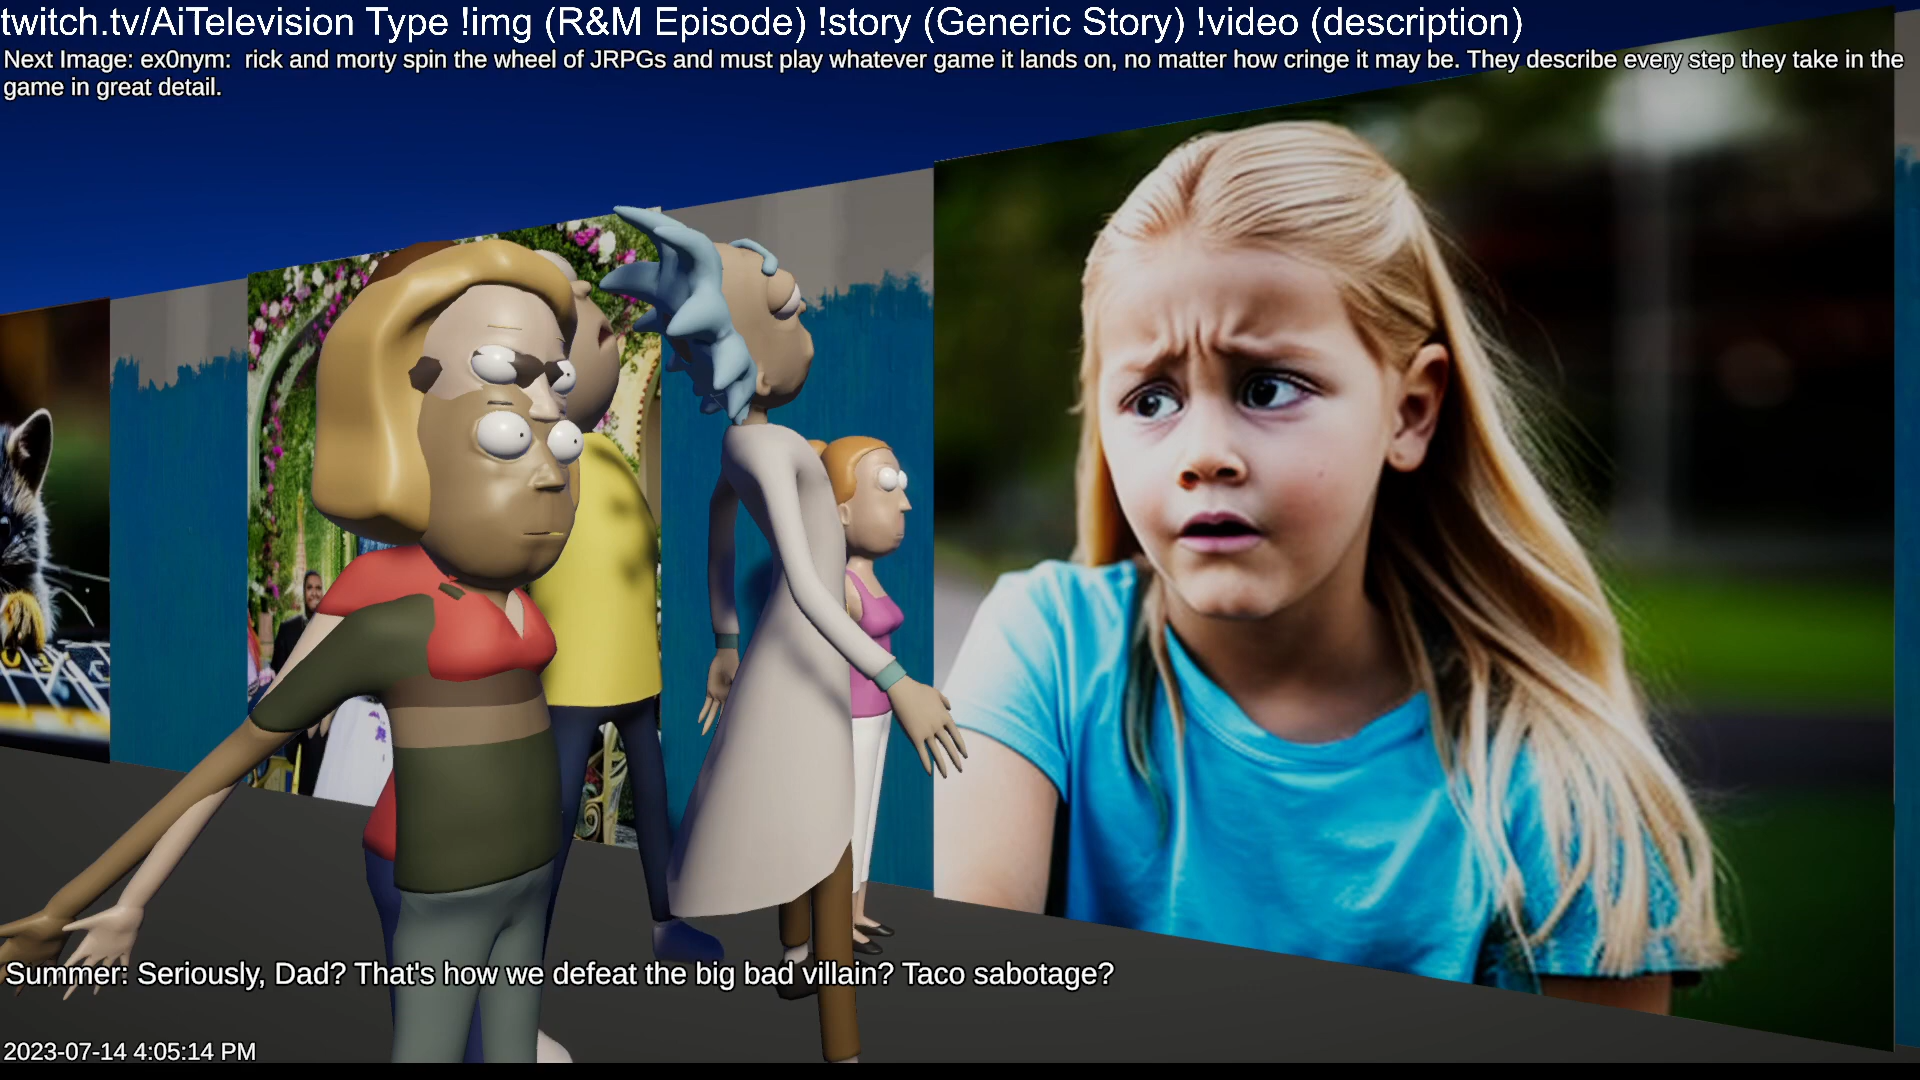 twitch.tv/AiTelevision Type !img (R&M Episode) !story (Generic Story) !video (description)
Next Image: ex0nym:  rick and morty spin the wheel of JRPGs and must play whatever game it lands on, no matter how cringe it may be. They describe every step they take in the
game in great detail.
Summer: Seriously, Dad? That's how we defeat the big bad villain? Taco sabotage?
2023-07-14 4:05:14 PM